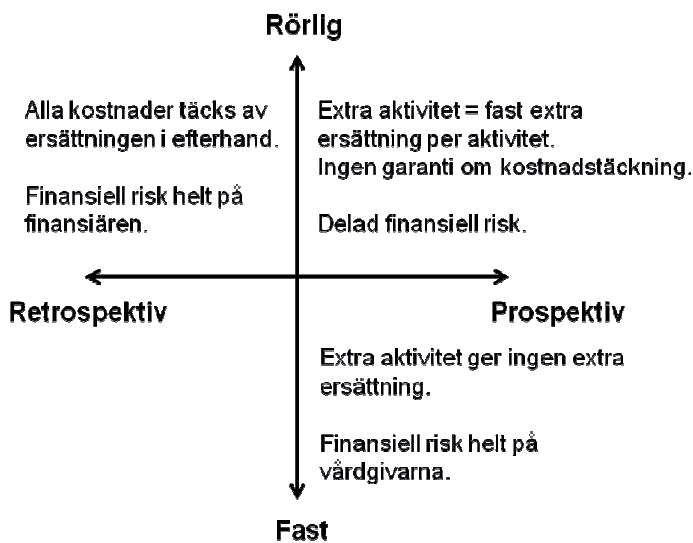 Rörlig
Alla kostnader täcks av
ersättningen i efterhand.
Finansiell risk helt på
finansiären.
Extra aktivitet = fast extra
ersättning per aktivitet.
Ingen garanti om kostnadstäckning.
Delad finansiell risk.
Retrospektiv
Prospektiv
Extra aktivitet ger ingen extra
ersättning.
Finansiell risk helt på
vårdgivarna.
Fast